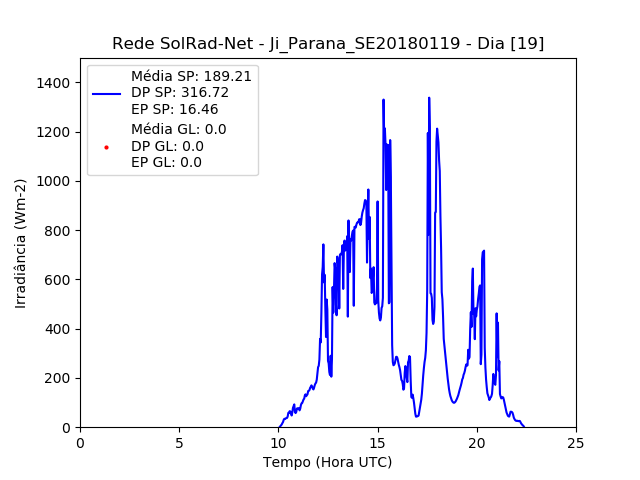 Rede SolRad-Net - Ji_Parana_SE20180119 - Dia [19]
Média SP: 189.21
DP SP: 316.72
EP SP: 16.46
Média GL: 0.0
DP GL: 0.0
EP GL: 0.0
Irradiância (Wm-2)
1400
1200
1000
800
600
400
200
0
0 5 10 15 20 25
Tempo (Hora UTC)